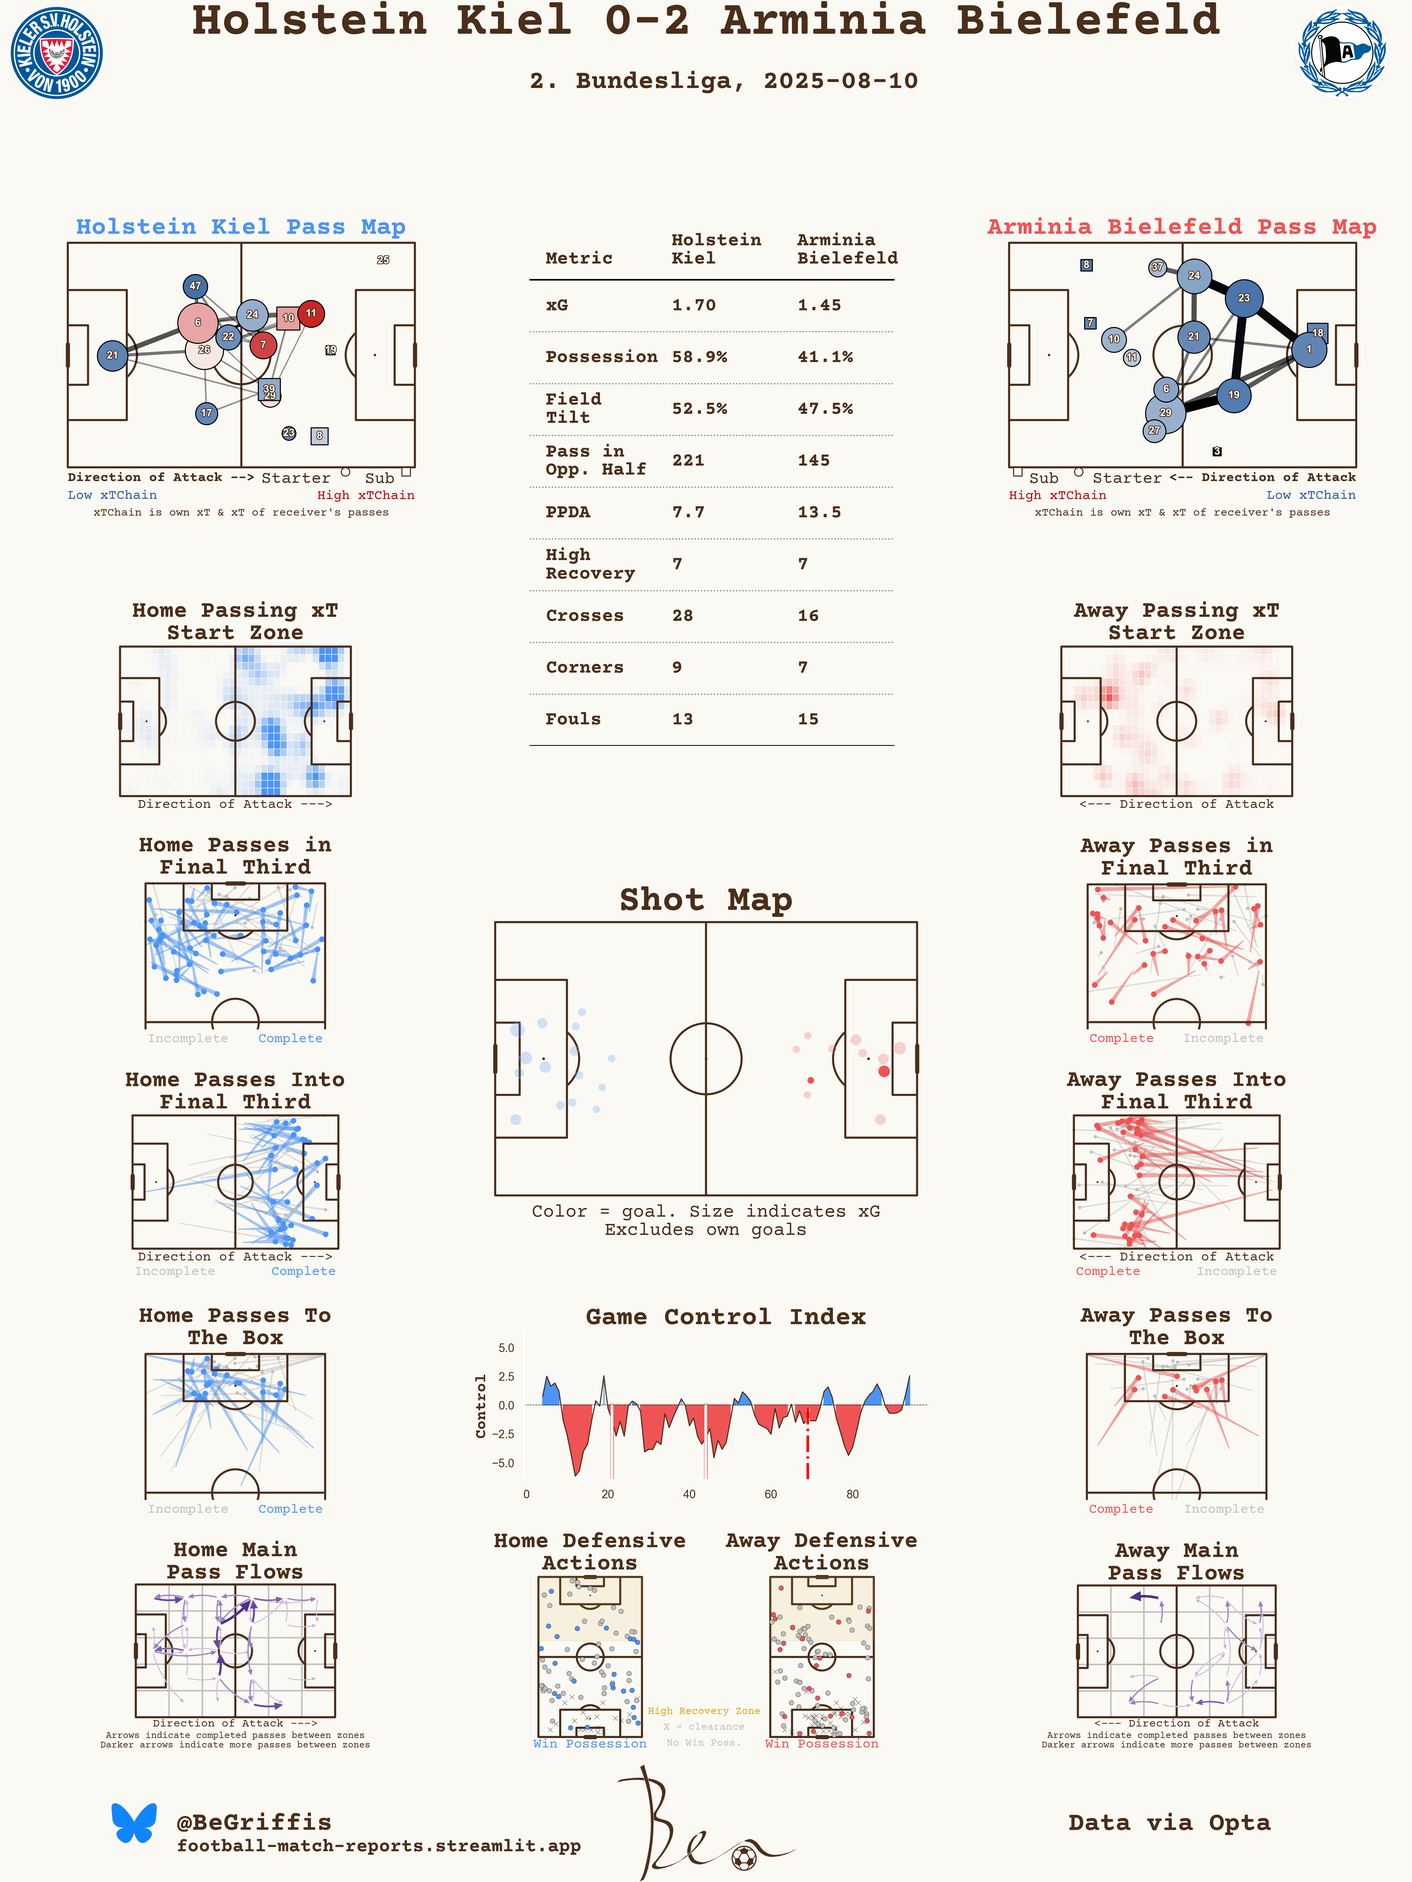 Holstein Kiel 0-2 Arminia Bielefeld
2. Bundesliga, 2025-08-10
KIELER S.V. HOLSTEIN
VON 1900
A
Holstein Kiel Pass Map
25
47
6
24
10
11
22
7
26
19
21
39
29
17
23
8
Direction of Attack --> Starter Sub
Low xTChain High xTChain
xTChain is own xT & xT of receiver's passes
Metric Holstein Kiel Arminia Bielefeld
xG 1.70 1.45
Possession 58.9% 41.1%
Field Tilt 52.5% 47.5%
Pass in Opp. Half 221 145
PPDA 7.7 13.5
High Recovery 7 7
Crosses 28 16
Corners 9 7
Fouls 13 15
Arminia Bielefeld Pass Map
8
37
24
23
7
18
10
21
1
11
6
19
29
27
3
Sub Starter <-- Direction of Attack
High xTChain Low xTChain
xTChain is own xT & xT of receiver's passes
Home Passing xT
Start Zone
Direction of Attack --->
Away Passing xT
Start Zone
<--- Direction of Attack
Home Passes in
Final Third
Incomplete Complete
Away Passes in
Final Third
Complete Incomplete
Shot Map
Color = goal. Size indicates xG
Excludes own goals
Home Passes Into
Final Third
Direction of Attack --->
Incomplete Complete
Away Passes Into
Final Third
<--- Direction of Attack
Complete Incomplete
Home Passes To
The Box
Incomplete Complete
Game Control Index
Control
5.0
2.5
0.0
−2.5
−5.0
0 20 40 60 80
Away Passes To
The Box
Complete Incomplete
Home Main
Pass Flows
Direction of Attack --->
Arrows indicate completed passes between zones
Darker arrows indicate more passes between zones
Home Defensive
Actions
Win Possession
High Recovery Zone
X = clearance
No Win Poss.
Away Defensive
Actions
Win Possession
Away Main
Pass Flows
<--- Direction of Attack
Arrows indicate completed passes between zones
Darker arrows indicate more passes between zones
@BeGriffis
football-match-reports.streamlit.app
Ben
Data via Opta